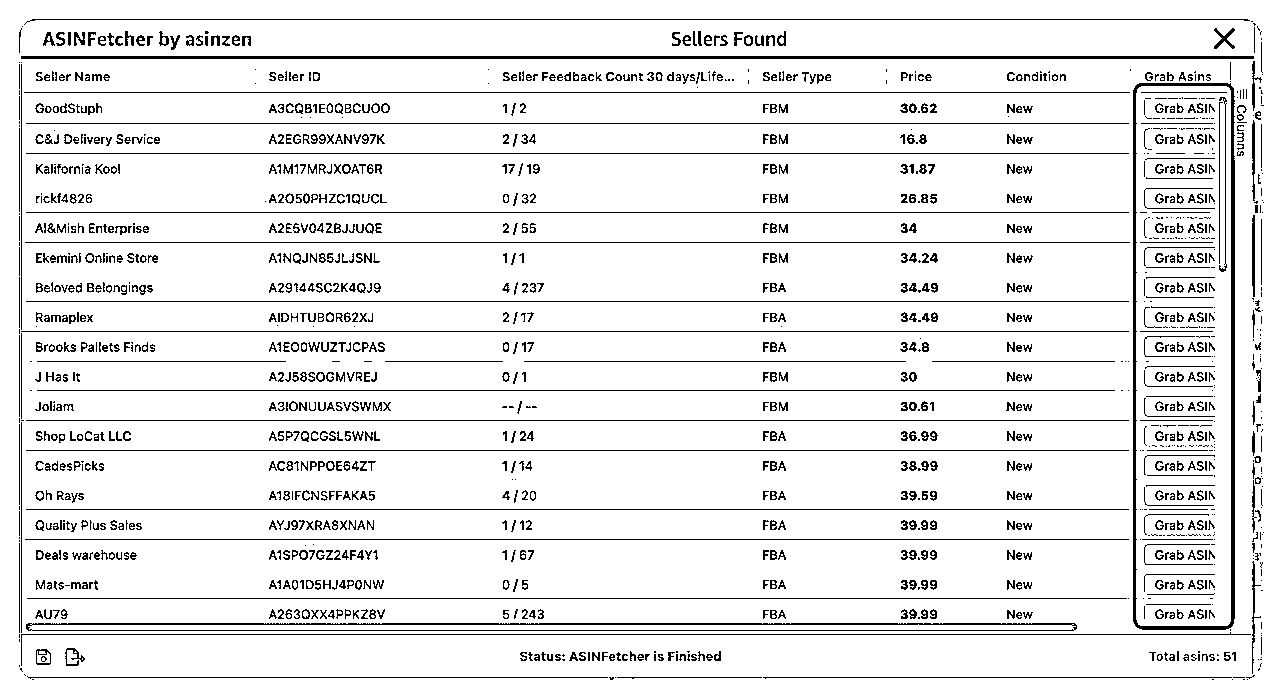 ASINFetcher by asinzen Sellers Found
Seller Name Seller ID Seller Feedback Count 30 days/Life... Seller Type Price Condition Grab Asins
GoodStuph A3CQB1E0QBCUOO 1 / 2 FBM 30.62 New Grab ASIN
C&J Delivery Service A2EGR99XANV97K 2 / 34 FBM 16.8 New Grab ASIN
Kalifornia Kool A1M17MRJXOAT6R 17 / 19 FBM 31.87 New Grab ASIN
rickf4826 A2O50PHZC1QUCL 0 / 32 FBM 26.85 New Grab ASIN
Al&Mish Enterprise FBM 34 New Grab ASIN
Ekemini Online Store A1NQJN85JLJSNL 1 / 1 FBM 34.24 New Grab ASIN
Beloved Belongings A29144SC2K4QJ9 4 / 237 FBA 34.49 New Grab ASIN
Ramaplex AIDHTUBOR62XJ 2 / 17 FBA 34.49 New Grab ASIN
Brooks Pallets Finds A1EO0WUZTJCPAS 0 / 17 FBA 34.8 New Grab ASIN
J Has It A2J58SOGMVREJ 0 / 1 FBM 30 New Grab ASIN
Joliam A3IONUUASVSWMX -- / -- FBM 30.61 New Grab ASIN
Shop LoCat LLC A5P7QCGSL5WNL 1 / 24 FBA 36.99 New Grab ASIN
CadesPicks AC81NPPOE64ZT 1 / 14 FBA 38.99 New Grab ASIN
Oh Rays A18IFCNSFFAKA5 4 / 20 FBA 39.59 New Grab ASIN
Quality Plus Sales AYJ97XRA8XNAN 1 / 12 FBA 39.99 New Grab ASIN
Deals warehouse A1SPO7GZ24F4Y1 1 / 67 FBA 39.99 New Grab ASIN
Mats-mart A1A01D5HJ4P0NW 0 / 5 FBA 39.99 New Grab ASIN
AU79 A263QXX4PPKZ8V 5 / 243 FBA 39.99 New Grab ASIN
Columns
Status: ASINFetcher is Finished Total asins: 51